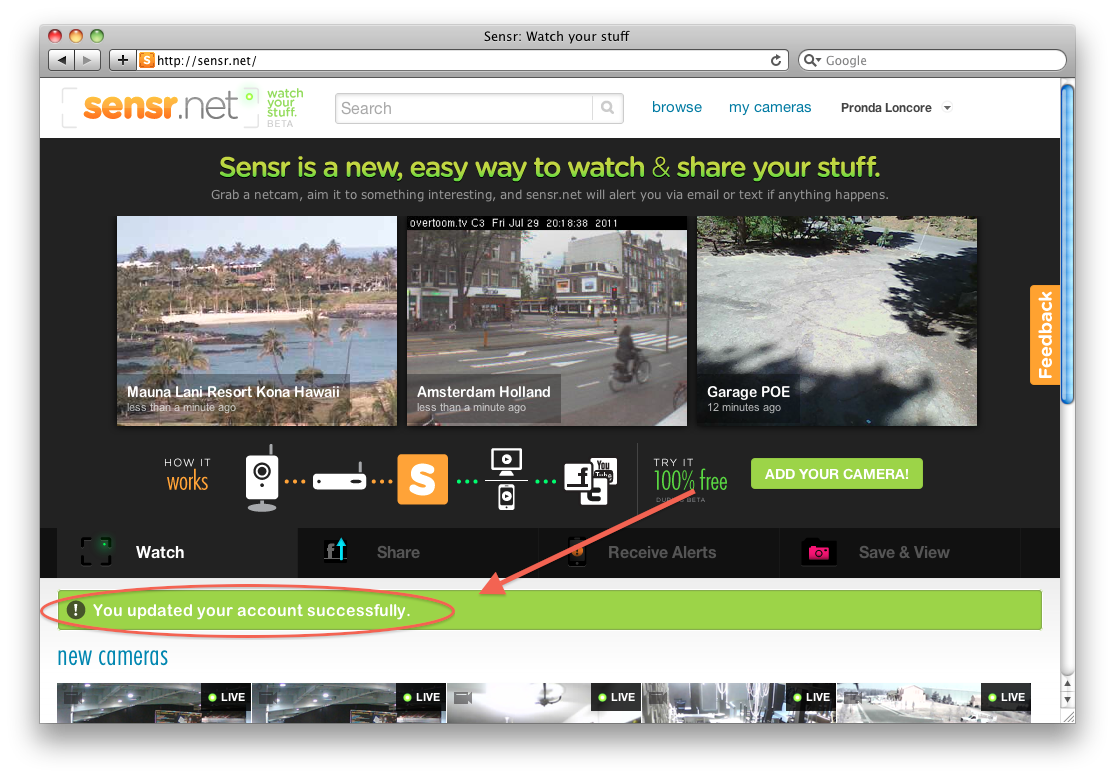 Sensr: Watch your stuff
http://sensr.net/
Google
sensr.net
watch
your
stuff.
BETA
Search
browse
my cameras
Pronda Loncore
Sensr is a new, easy way to watch & share your stuff.
Grab a netcam, aim it to something interesting, and sensr.net will alert you via email or text if anything happens.
overtoom.tv C3 Fri Jul 29 20:18:38 2011
Mauna Lani Resort Kona Hawaii
less than a minute ago
Amsterdam Holland
less than a minute ago
Garage POE
12 minutes ago
Feedback
HOW IT
works
S
f
You
Tube
t
TRY IT
100% free
BETA
ADD YOUR CAMERA!
Watch
Share
Receive Alerts
Save & View
You updated your account successfully.
new cameras
LIVE
LIVE
LIVE
LIVE
LIVE